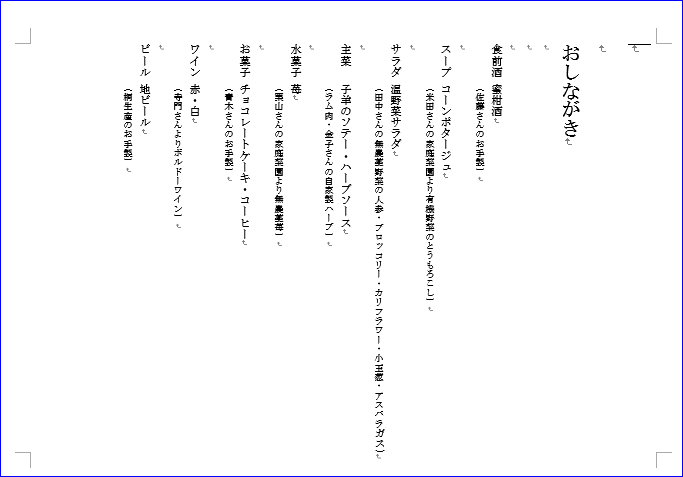 おしながき
食前酒　蜜柑酒
（佐藤さんのお手製）
スープ　コーンポタージュ
（米田さんの家庭菜園より有機野菜のとうもろこし）
サラダ　温野菜サラダ
（田中さんの無農薬野菜の人参・ブロッコリー・カリフラワー・小玉葱・アスパラガス）
主菜　子羊のソテー・ハーブソース
（ラム肉・金子さんの自家製ハーブ）
水菓子　苺
（栗山さんの家庭菜園より無農薬苺）
お菓子　チョコレートケーキ・コーヒー
（青木さんのお手製）
ワイン　赤・白
（寺門さんよりボルドーワイン）
ビール　地ビール
（桐生産のお手製）